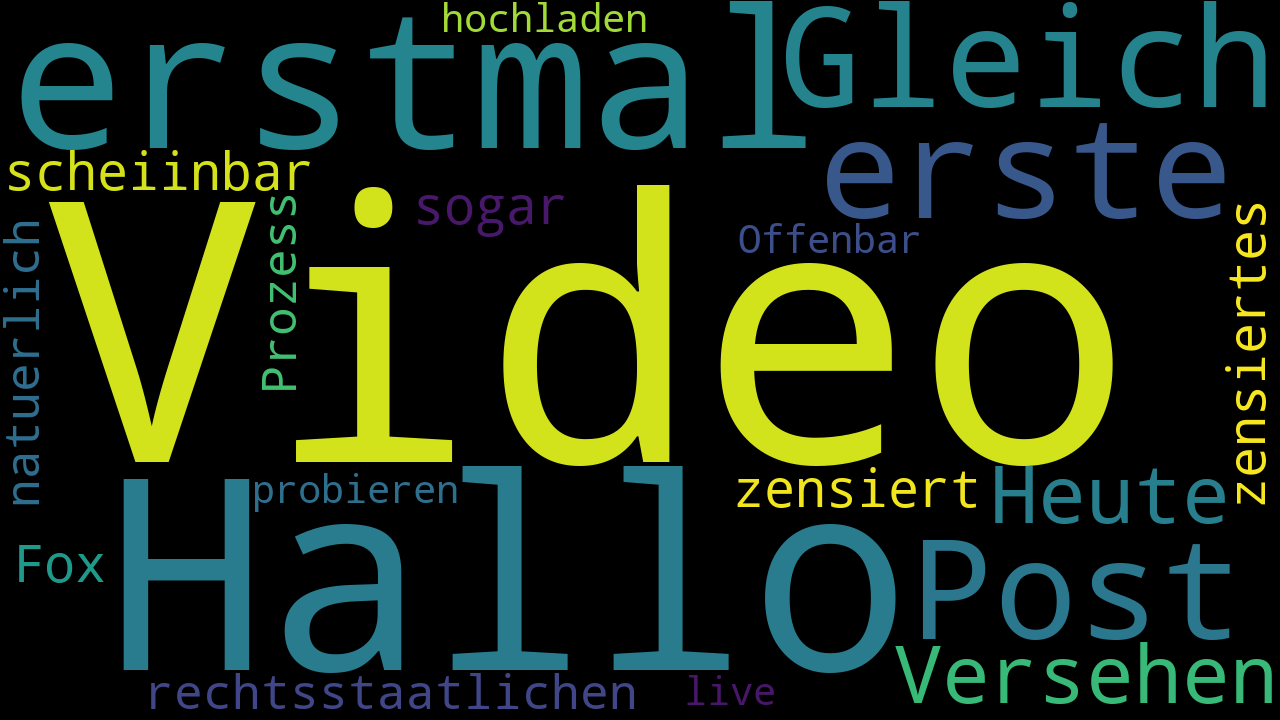 hochladen
erstmal
Gleich
erste
scheiinbar
sogar
Offenbar
Prozess
natuerlich
zensiertes
Video
probieren
zensiert
Heute
Hallo
Fox
Post
Versehen
rechtsstaatlichen
live